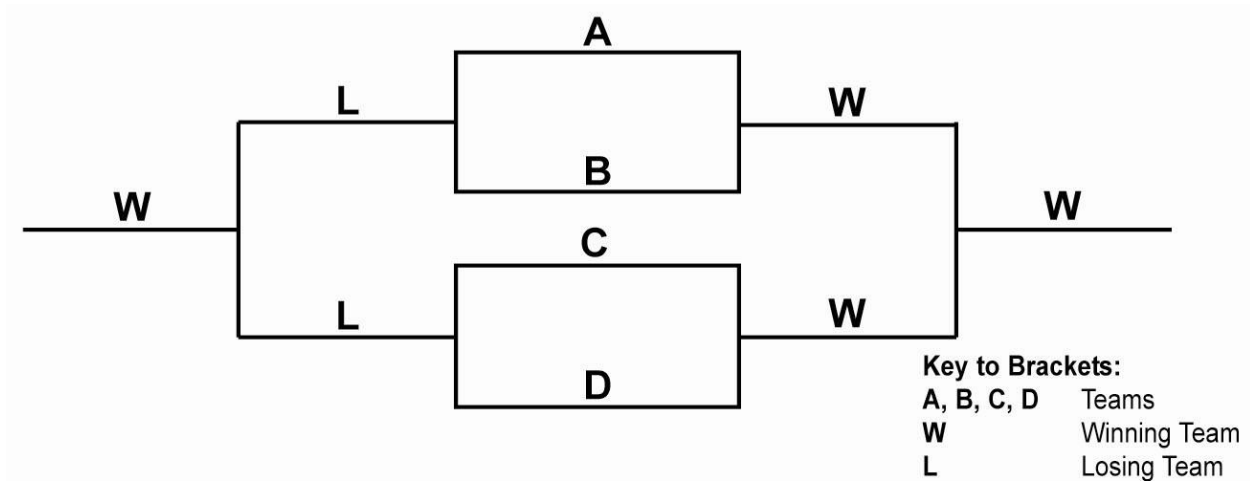 A
L
W
B
W
W
C
L
W
D
Key to Brackets:
A, B, C, D Teams
W Winning Team
L Losing Team